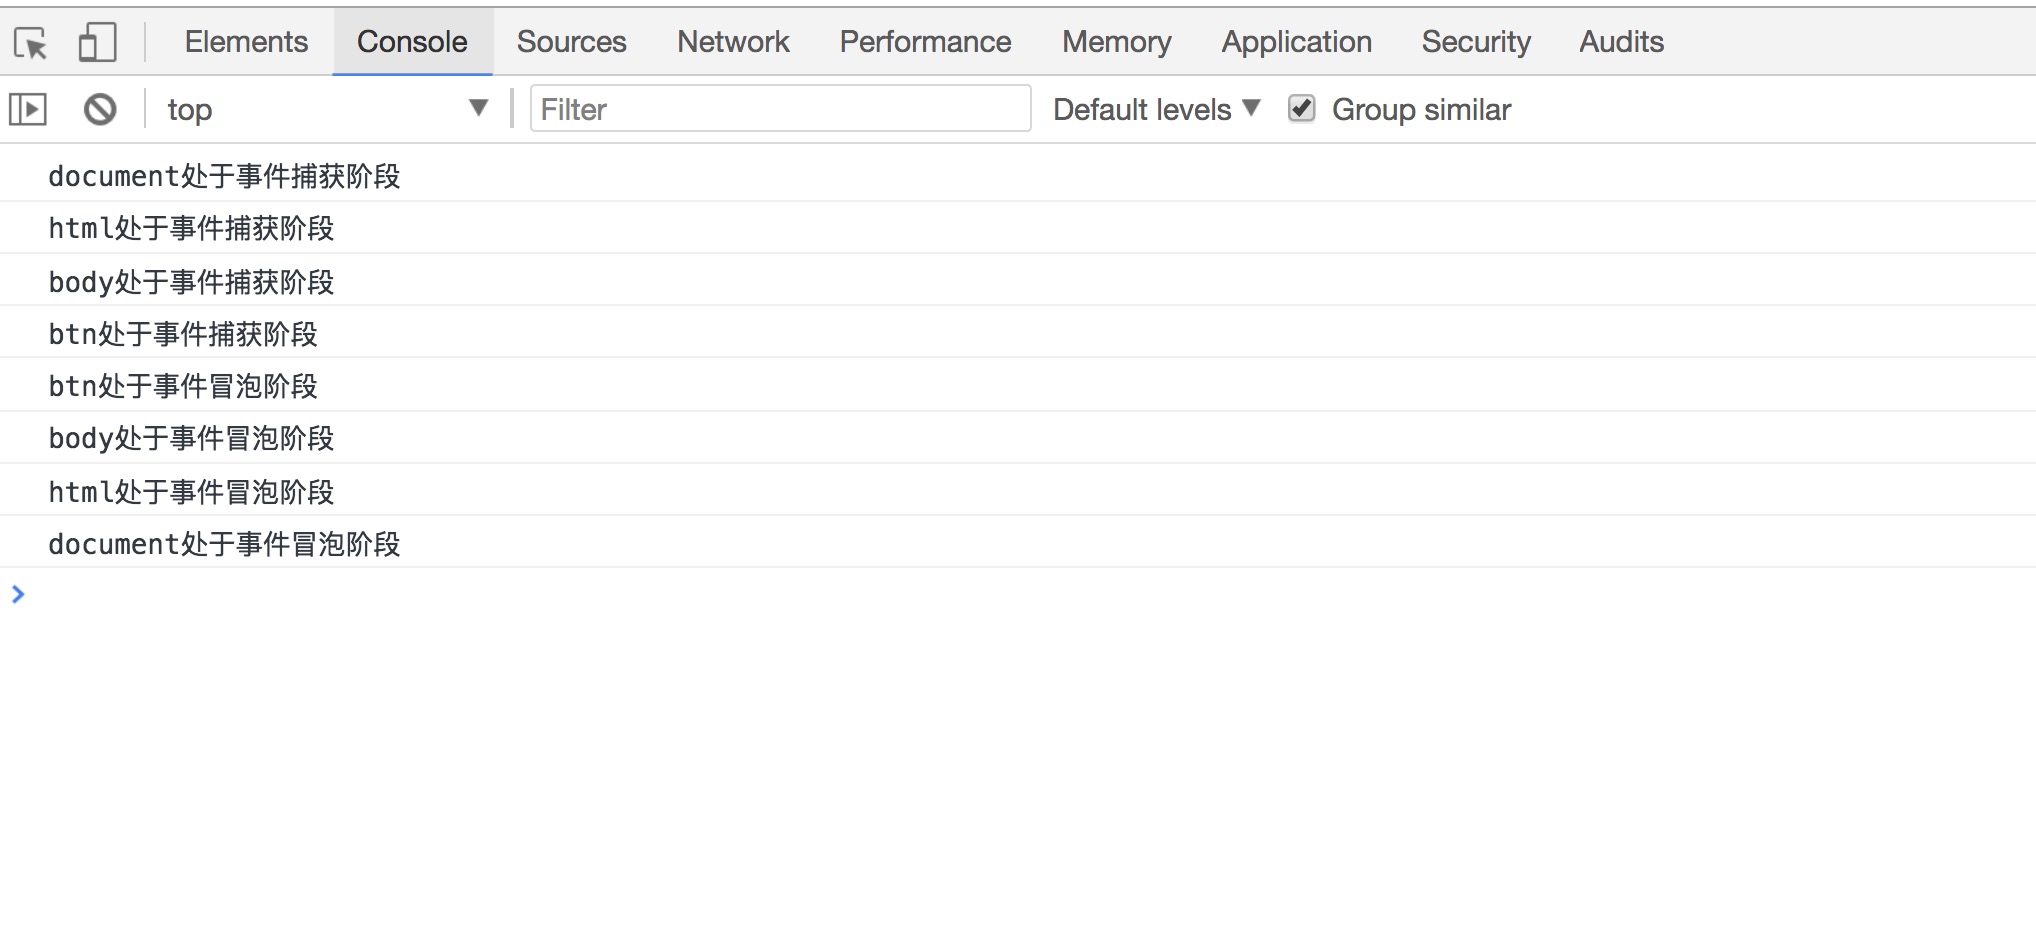 Elements Console Sources Network Performance Memory Application Security Audits
top Filter Default levels Group similar
document处于事件捕获阶段
html处于事件捕获阶段
body处于事件捕获阶段
btn处于事件捕获阶段
btn处于事件冒泡阶段
body处于事件冒泡阶段
html处于事件冒泡阶段
document处于事件冒泡阶段